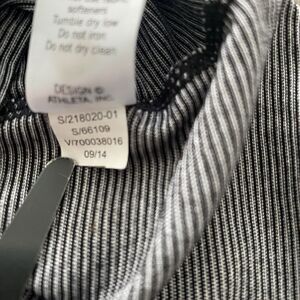 softeners
Tumble dry low
Do not iron
Do not dry clean
DESIGN ©
ATHLETA, INC.
S/218020-01
S/66109
V/700038016
09/14